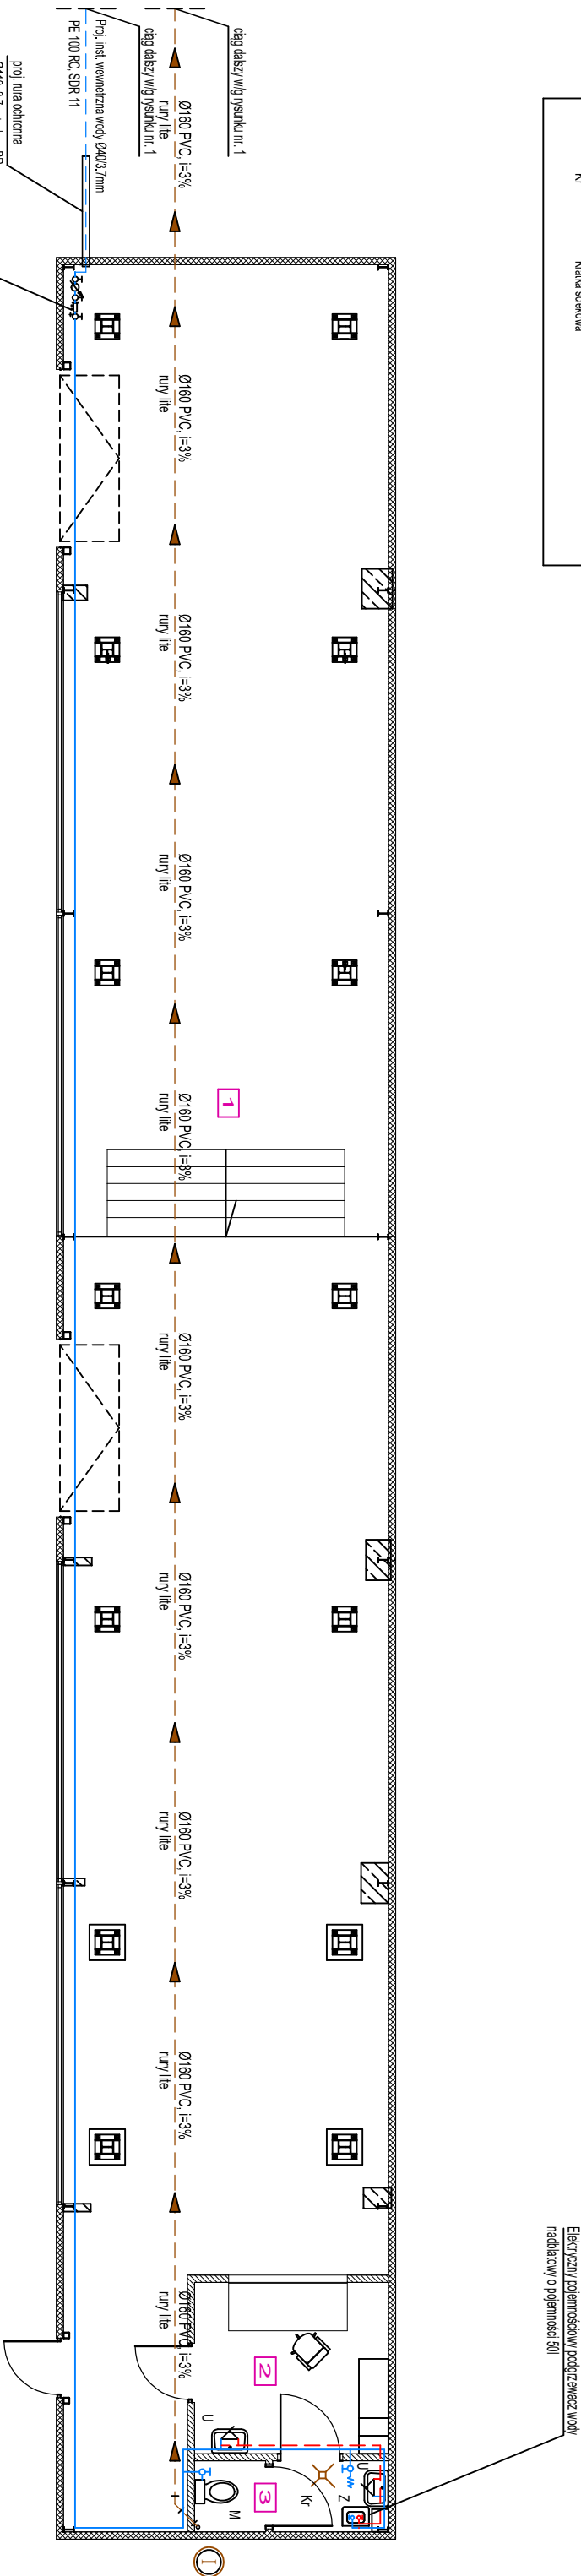 ciąg dalszy w/g rysunku nr. 1
ciąg dalszy w/g rysunku nr. 1
Proj. inst. wewnetrzna wody Ø40/3,7mm
PE 100 RC, SDR 11
proj. rura ochronna
Ø160 PVC, i=3%
rury lite
Ø160 PVC, i=3%
rury lite
Ø160 PVC, i=3%
rury lite
Ø160 PVC, i=3%
rury lite
Ø160 PVC, i=3%
rury lite
Ø160 PVC, i=3%
rury lite
Ø160 PVC, i=3%
rury lite
Ø160 PVC, i=3%
rury lite
Ø160 PVC, i=3%
rury lite
Ø160 PVC, i=3%
rury lite
1
2
3
U
U
Z
Kr
M
I
Elektryczny pojemnościowy podgrzewacz wody
nadblatowy o pojemności 50l